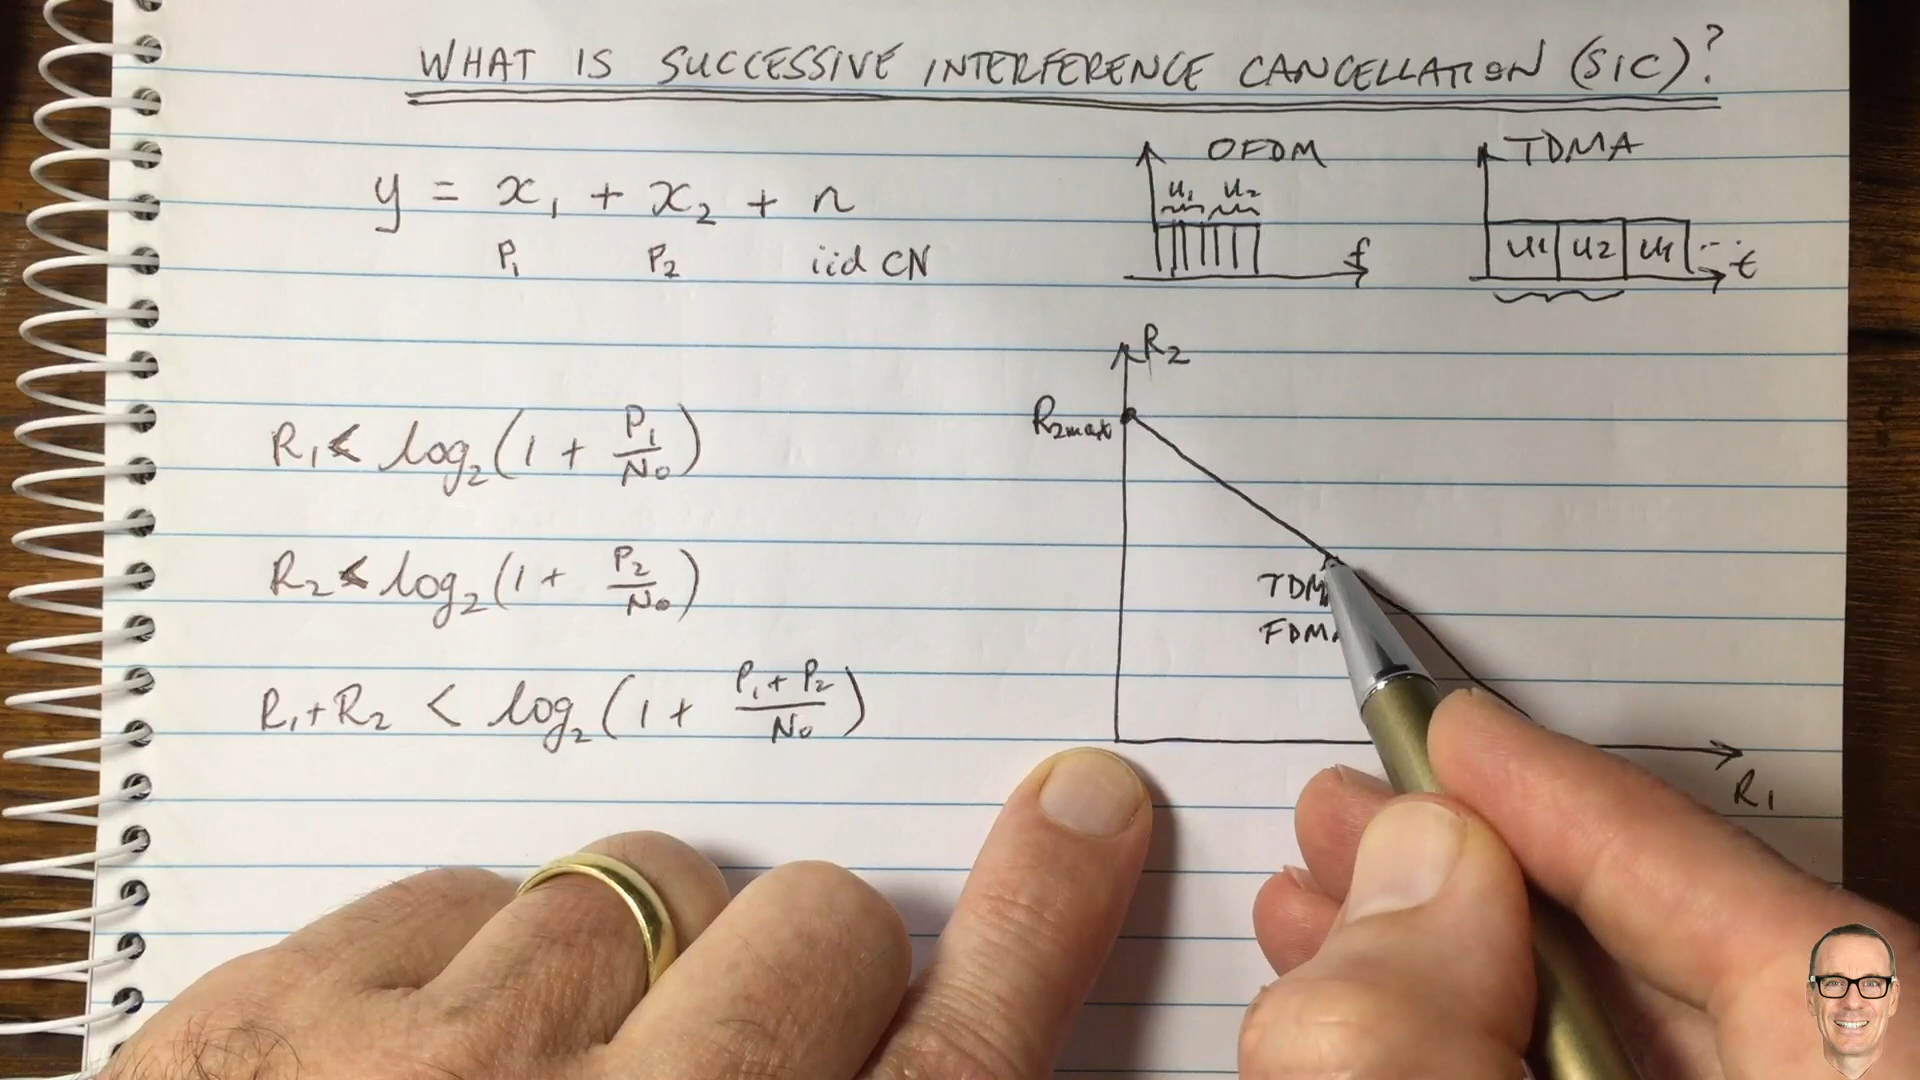 WHAT IS SUCCESSIVE INTERFERENCE CANCELLATION (SIC)?
y = x₁ + x₂ + n
P₁ P₂ iid CN
OFDM
u₁ u₂
f
TDMA
u1 u2 u1 ...
t
R₁ < log₂(1 + P₁/N₀)
R₂ < log₂(1 + P₂/N₀)
R₁+R₂ < log₂(1 + (P₁+P₂)/N₀)
R₂
R₂max
TDM
FDM
R₁